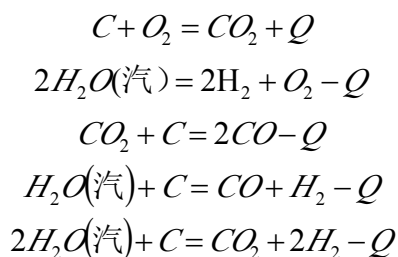 C+O₂=CO₂+Q
2H₂O(汽）=2H₂+O₂−Q
CO₂+C=2CO−Q
H₂O(汽)+C=CO+H₂−Q
2H₂O(汽)+C=CO₂+2H₂−Q